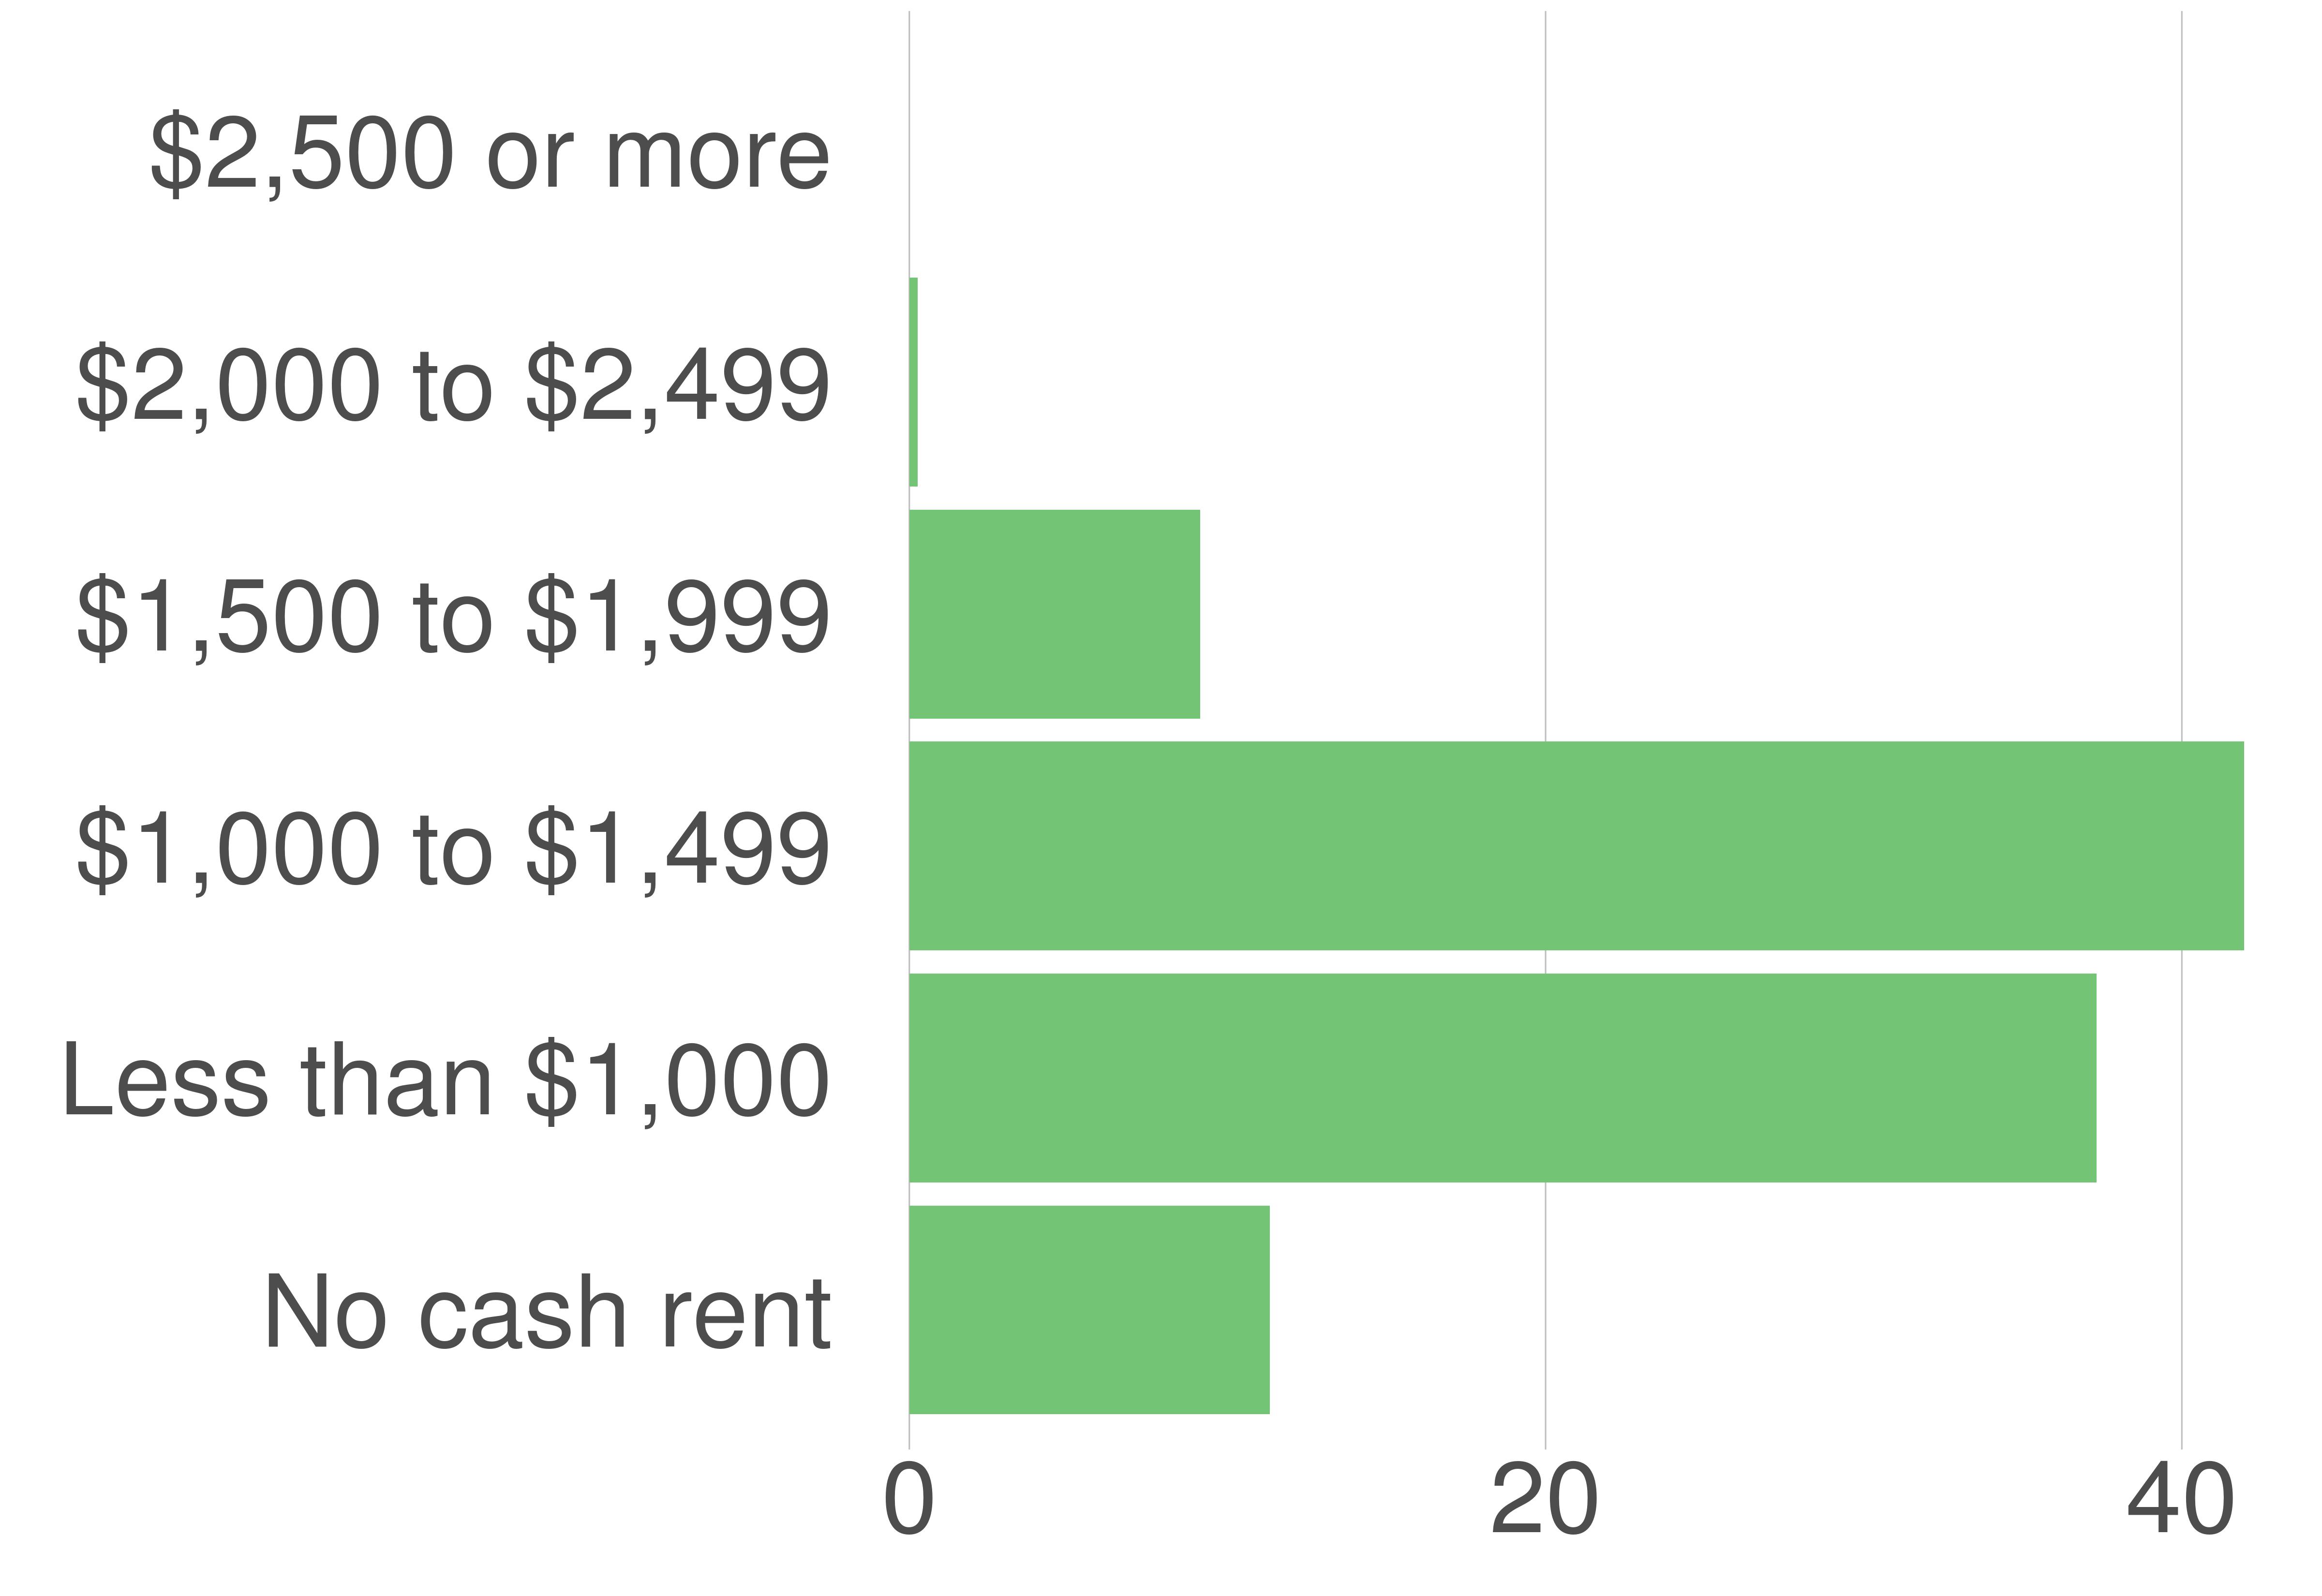 $2,500 or more
$2,000 to $2,499
$1,500 to $1,999
$1,000 to $1,499
Less than $1,000
No cash rent
0 20 40